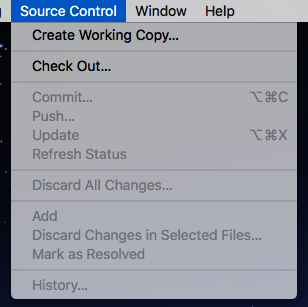 Source Control Window Help
Create Working Copy...
Check Out...
Commit... ⌥⌘C
Push...
Update ⌥⌘X
Refresh Status
Discard All Changes...
Add
Discard Changes in Selected Files...
Mark as Resolved
History...